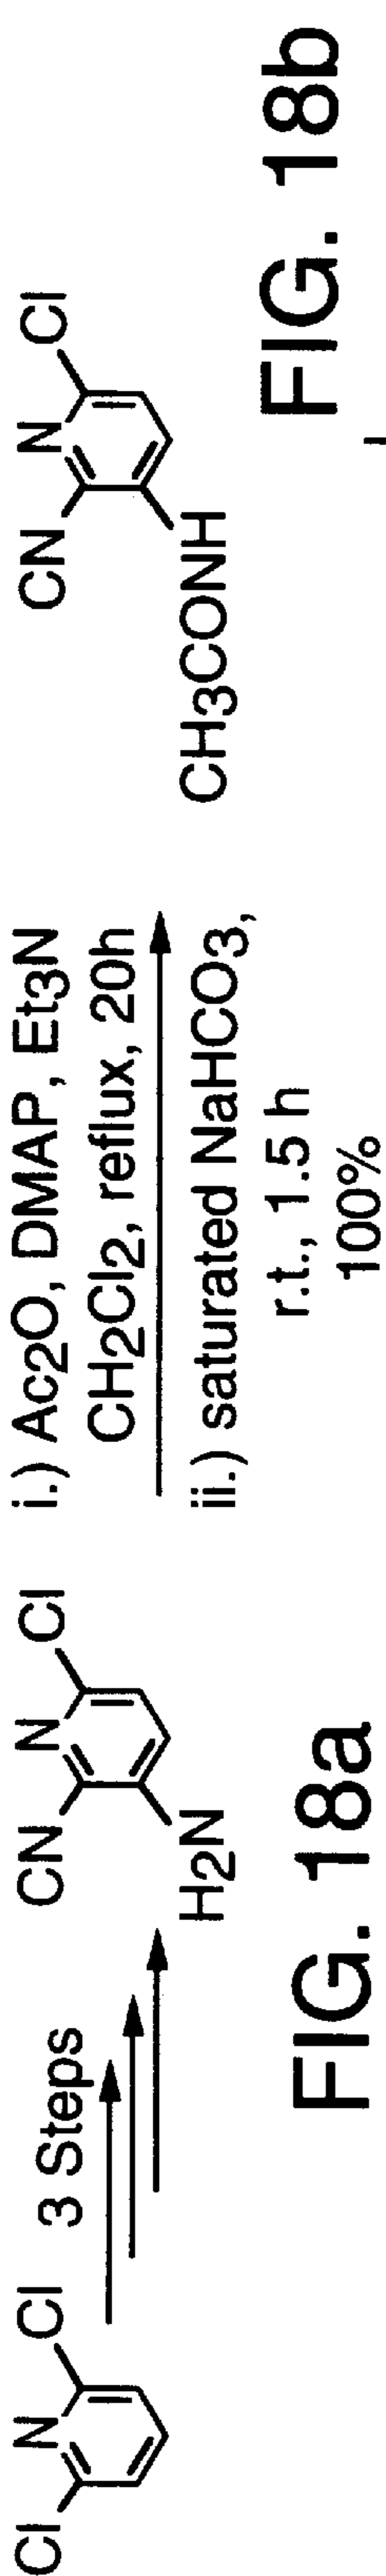 Cl N Cl
3 Steps
CN N Cl
H2N
FIG. 18a
i.) Ac2O, DMAP, Et3N
CH2Cl2, reflux, 20h
ii.) saturated NaHCO3,
r.t., 1.5 h
100%
CN N Cl
CH3CONH
FIG. 18b